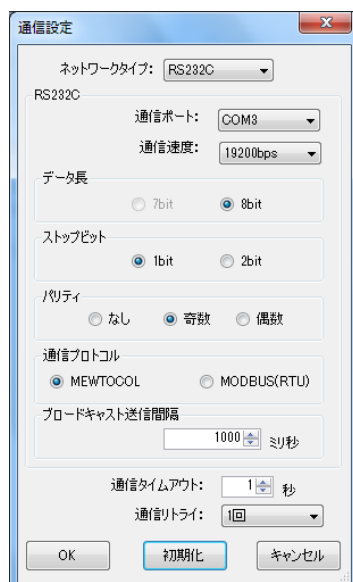 通信設定
ネットワークタイプ: RS232C
RS232C
通信ポート: COM3
通信速度: 19200bps
データ長
7bit 8bit
ストップビット
1bit 2bit
パリティ
なし 奇数 偶数
通信プロトコル
MEWTOCOL MODBUS(RTU)
ブロードキャスト送信間隔
1000 ミリ秒
通信タイムアウト: 1 秒
通信リトライ: 1回
OK 初期化 キャンセル